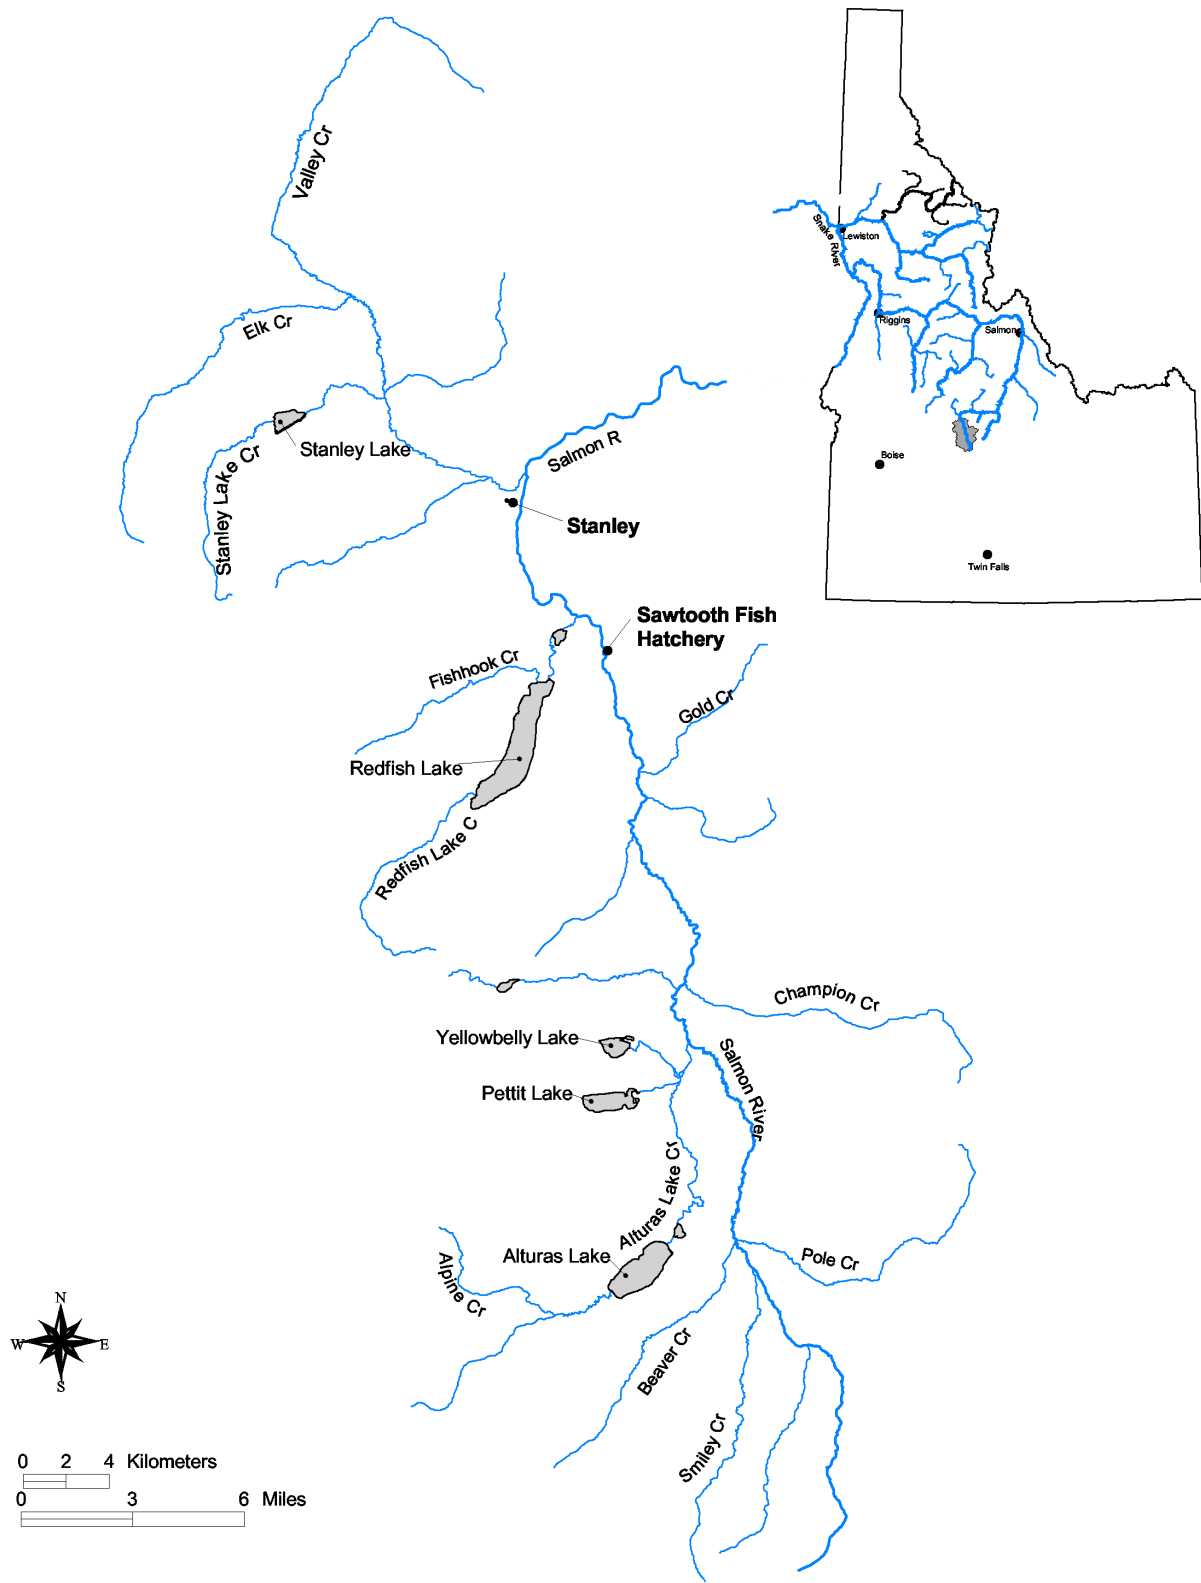 Valley Cr
Elk Cr
Stanley Lake
Stanley Lake Cr
Salmon R
Stanley
Sawtooth Fish
Hatchery
Fishhook Cr
Gold Cr
Redfish Lake
Redfish Lake C
Champion Cr
Yellowbelly Lake
Salmon River
Pettit Lake
Alturas Lake Cr
Alturas Lake
Alpine Cr
Pole Cr
Beaver Cr
Smiley Cr
Snake River
Lewiston
Riggins
Salmon
Boise
Twin Falls
N
W
E
S
0 2 4 Kilometers
0 3 6 Miles